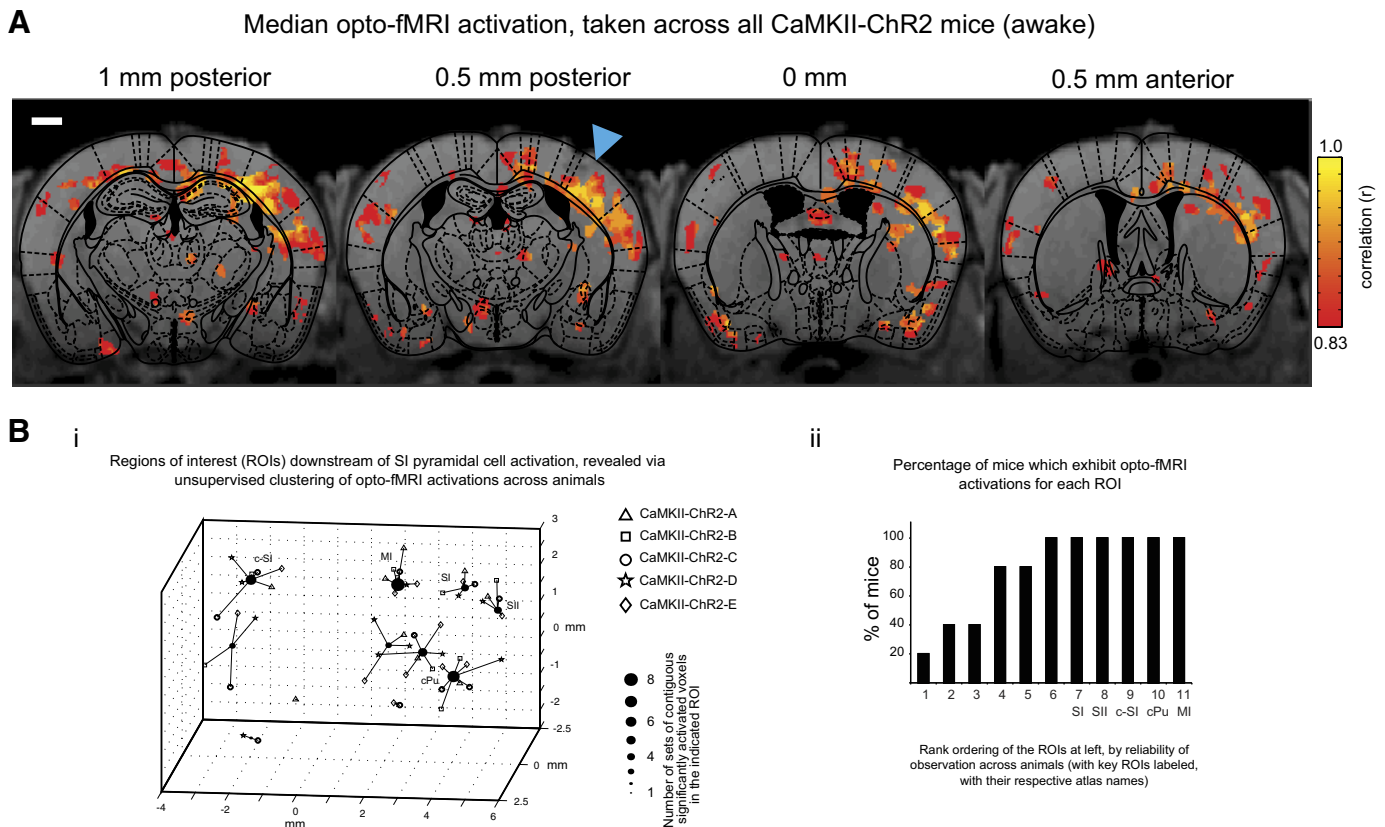 A
Median opto-fMRI activation, taken across all CaMKII-ChR2 mice (awake)
1 mm posterior
0.5 mm posterior
0 mm
0.5 mm anterior
1.0
correlation (r)
0.83
B
i
Regions of interest (ROIs) downstream of SI pyramidal cell activation, revealed via
unsupervised clustering of opto-fMRI activations across animals
c-SI
MI
SI
SII
cPu
3
2
1
0 mm
-1
-2
-2.5
0 mm
2.5
-4
-2
0
2
4
6
mm
CaMKII-ChR2-A
CaMKII-ChR2-B
CaMKII-ChR2-C
CaMKII-ChR2-D
CaMKII-ChR2-E
8
6
4
1
Number of sets of contiguous
significantly activated voxels
in the indicated ROI
ii
Percentage of mice which exhibit opto-fMRI
activations for each ROI
% of mice
100
80
60
40
20
1 2 3 4 5 6 7 8 9 10 11
SI SII c-SI cPu MI
Rank ordering of the ROIs at left, by reliability of
observation across animals (with key ROIs labeled,
with their respective atlas names)